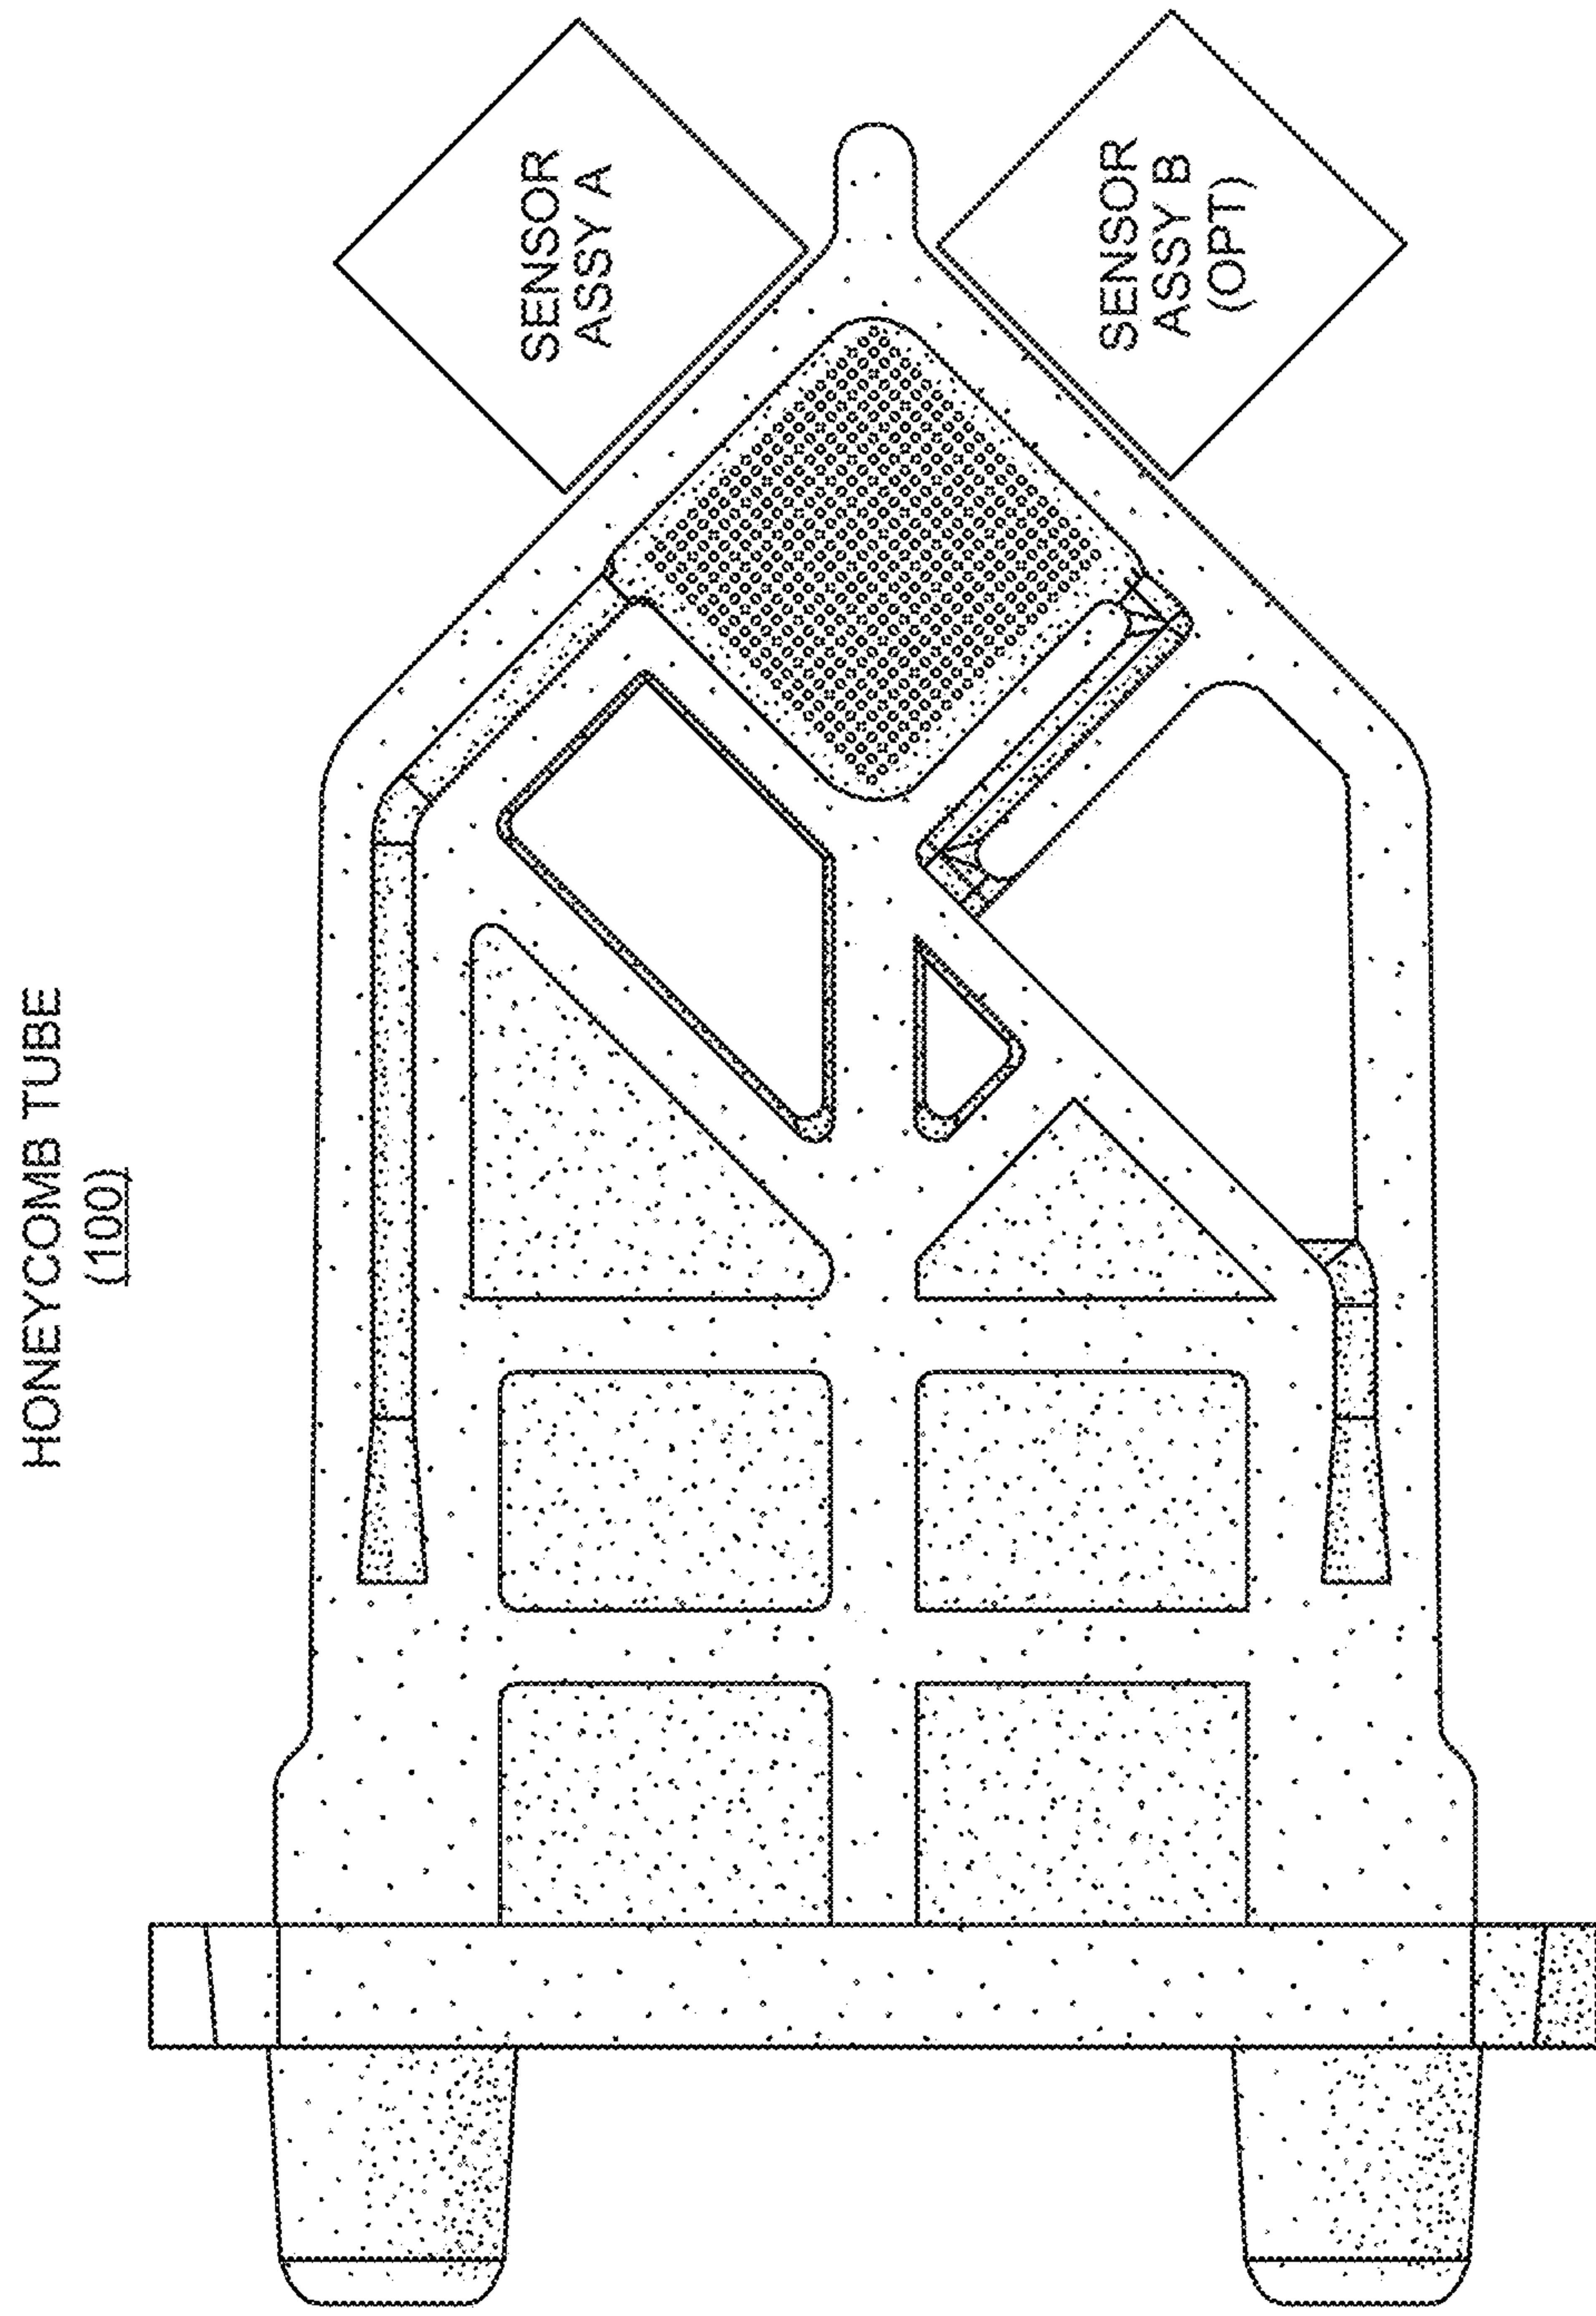 HONEYCOMB TUBE
(100)
SENSOR
ASSY A
SENSOR
ASSY B
(OPT)